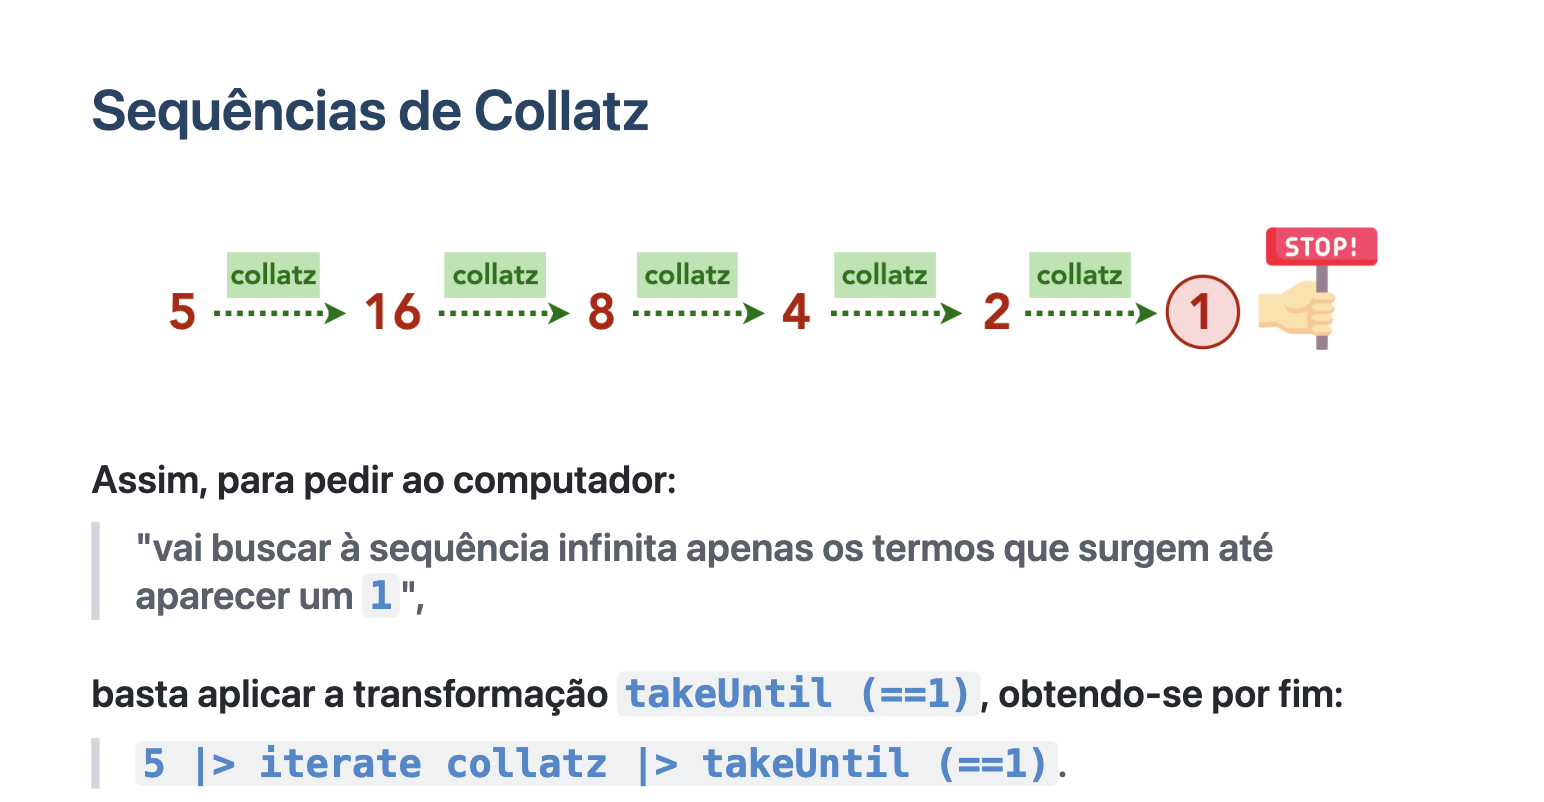 Sequências de Collatz
STOP!
collatz collatz collatz collatz collatz
5 16 8 4 2 1
Assim, para pedir ao computador:
"vai buscar à sequência infinita apenas os termos que surgem até
aparecer um 1",
basta aplicar a transformação takeUntil (==1), obtendo-se por fim:
5 |> iterate collatz |> takeUntil (==1).